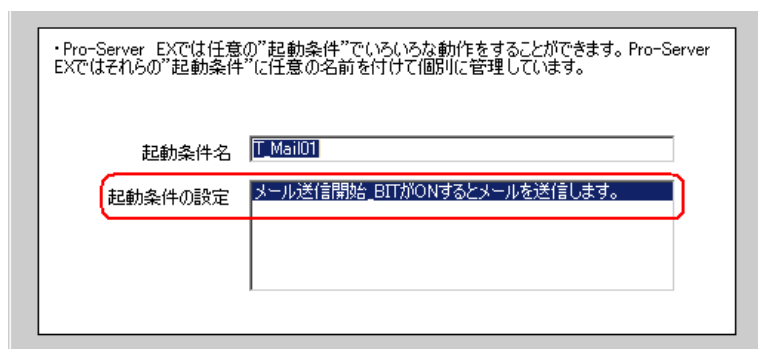 ・Pro-Server EXでは任意の”起動条件”でいろいろな動作をすることができます。Pro-Server
EXではそれらの”起動条件”に任意の名前を付けて個別に管理しています。
起動条件名 T_Mail01
起動条件の設定 メール送信開始_BITがONするとメールを送信します。